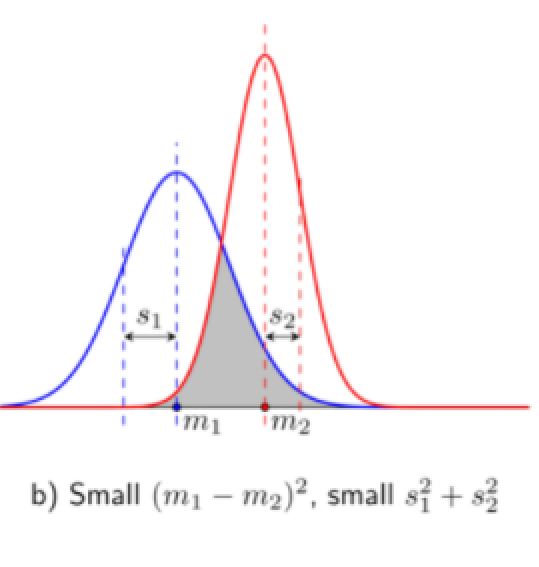 s₁ s₂
m₁ m₂
b) Small (m₁ − m₂)², small s₁² + s₂²